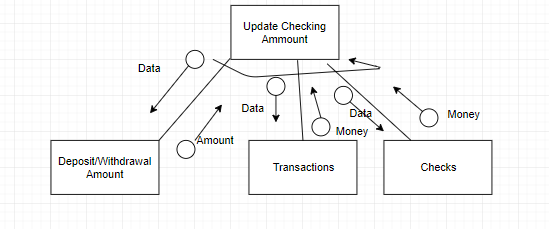 Update Checking
Ammount
Data
Data
Data
Money
Money
Amount
Deposit/Withdrawal
Amount
Transactions
Checks